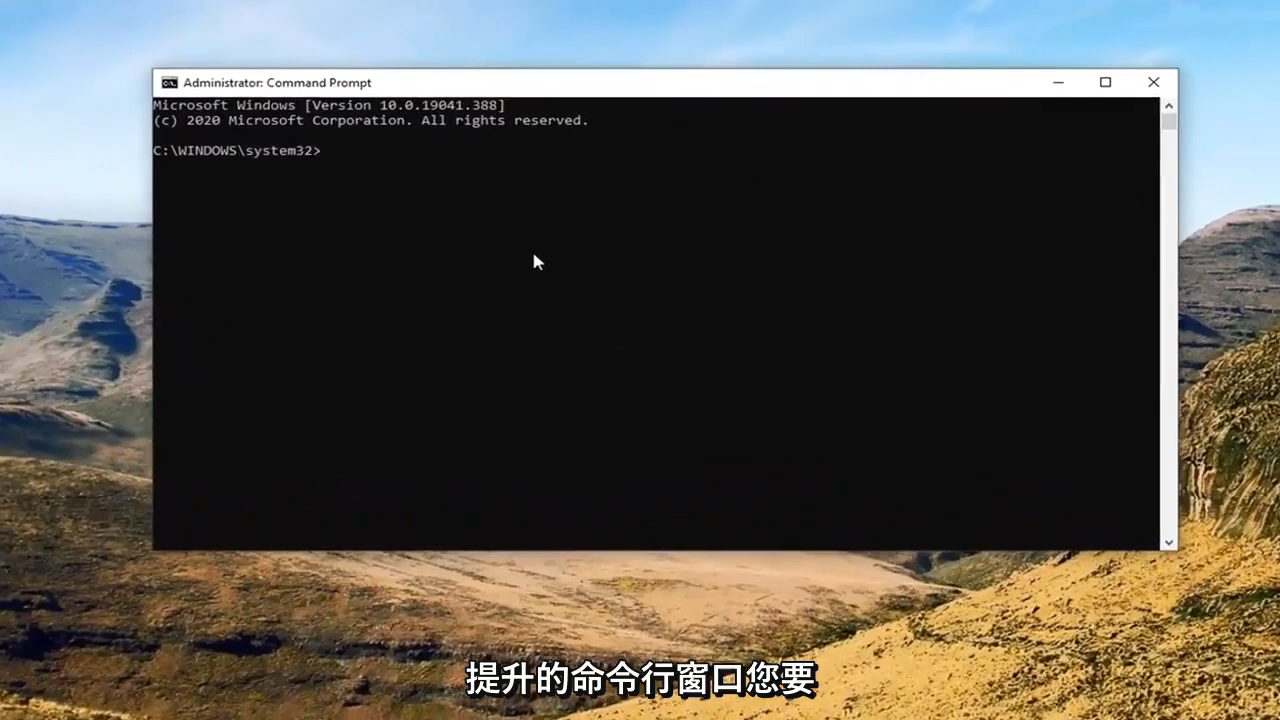 Administrator: Command Prompt
Microsoft Windows [Version 10.0.19041.388]
(c) 2020 Microsoft Corporation. All rights reserved.
C:\WINDOWS\system32>
提升的命令行窗口您要